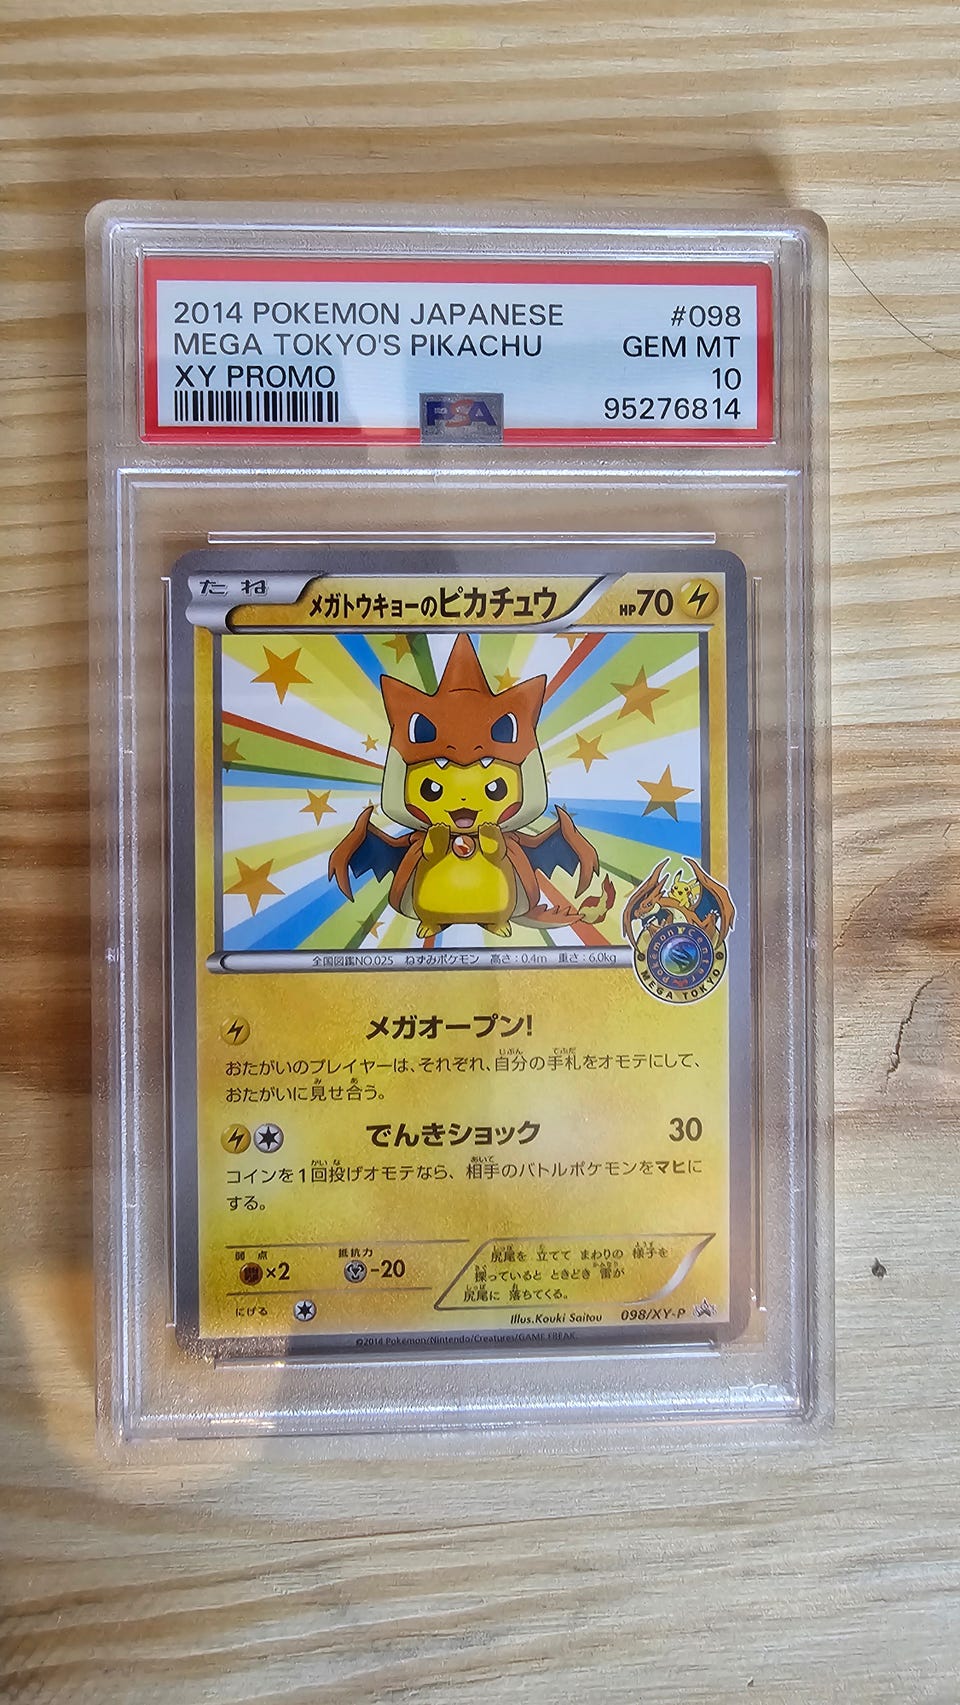 2014 POKEMON JAPANESE #098
MEGA TOKYO'S PIKACHU GEM MT
XY PROMO 10
95276814
PSA
たね
メガトウキョーのピカチュウ HP70
全国図鑑NO.025 ねずみポケモン 高さ:0.4m 重さ:6.0kg
Pokémon Center
MEGA TOKYO
メガオープン!
おたがいのプレイヤーは、それぞれ、自分の手札をオモテにして、
おたがいに見せ合う。
でんきショック 30
コインを1回投げオモテなら、相手のバトルポケモンをマヒに
する。
弱点 抵抗力
×2 -20
にげる
尻尾を 立てて まわりの 様子を
探っていると ときどき 雷が
尻尾に 落ちてくる。
Illus.Kouki Saitou 098/XY-P
©2014 Pokémon/Nintendo/Creatures/GAME FREAK.